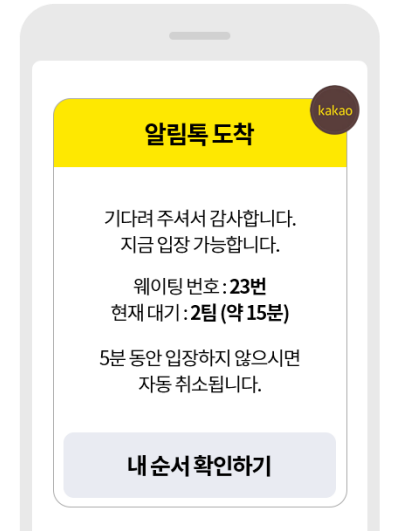 kakao
알림톡 도착
기다려 주셔서 감사합니다.
지금 입장 가능합니다.
웨이팅 번호 : 23번
현재 대기 : 2팀 (약 15분)
5분 동안 입장하지 않으시면
자동 취소됩니다.
내 순서 확인하기